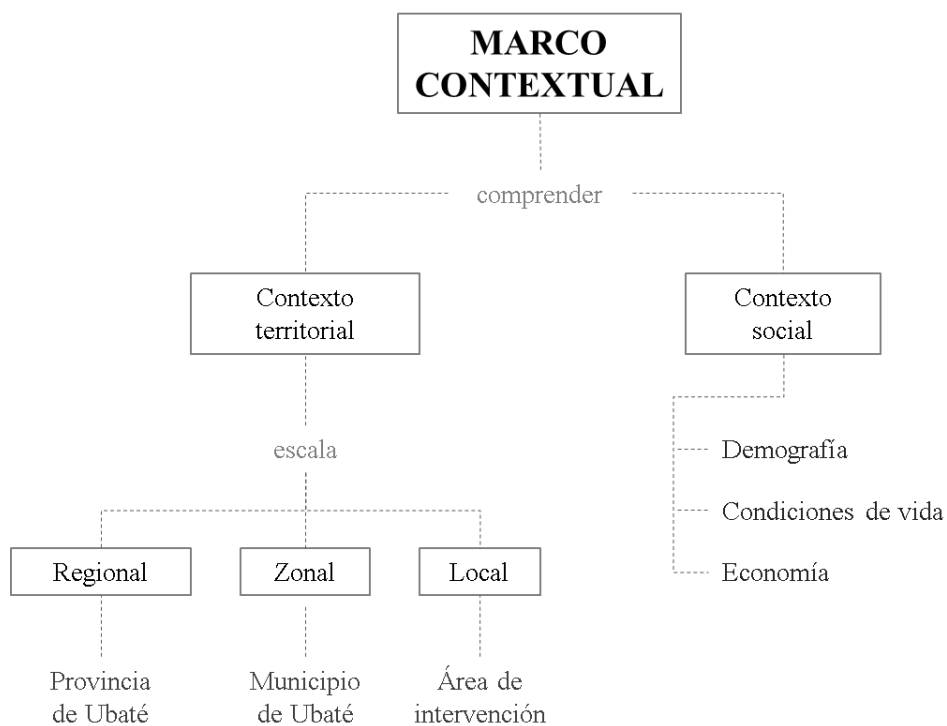 MARCO
CONTEXTUAL
comprender
Contexto
territorial
Contexto
social
escala
Demografía
Condiciones de vida
Economía
Regional
Zonal
Local
Provincia
de Ubaté
Municipio
de Ubaté
Área de
intervención